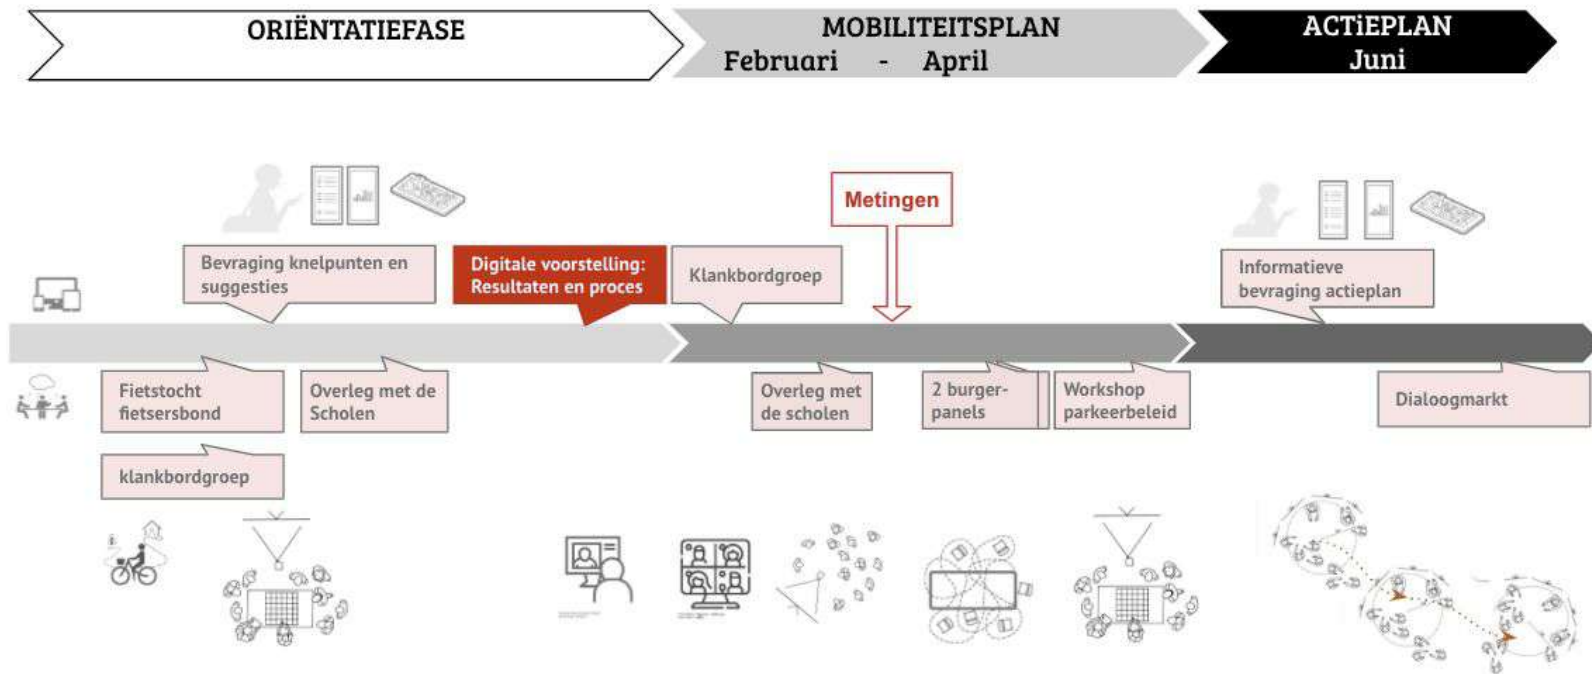 ORIËNTATIEFASE
MOBILITEITSPLAN
Februari - April
ACTiEPLAN
Juni
Metingen
Bevraging knelpunten en
suggesties
Digitale voorstelling:
Resultaten en proces
Klankbordgroep
Informatieve
bevraging actieplan
Fietstocht
fietsersbond
Overleg met de
Scholen
Overleg met
de scholen
2 burger-
panels
Workshop
parkeerbeleid
Dialoogmarkt
klankbordgroep